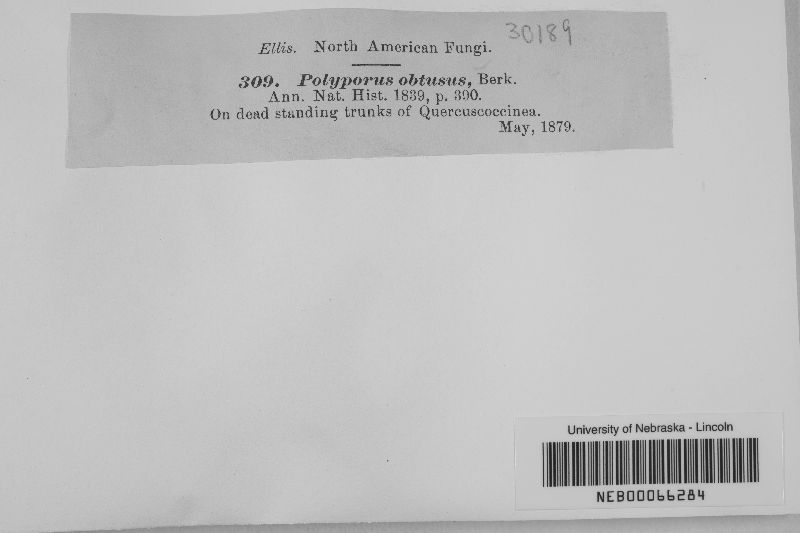 30189
Ellis. North American Fungi.
309. Polyporus obtusus, Berk.
Ann. Nat. Hist. 1839, p. 390.
On dead standing trunks of Quercuscoccinea.
May, 1879.
University of Nebraska - Lincoln
NEB00066284